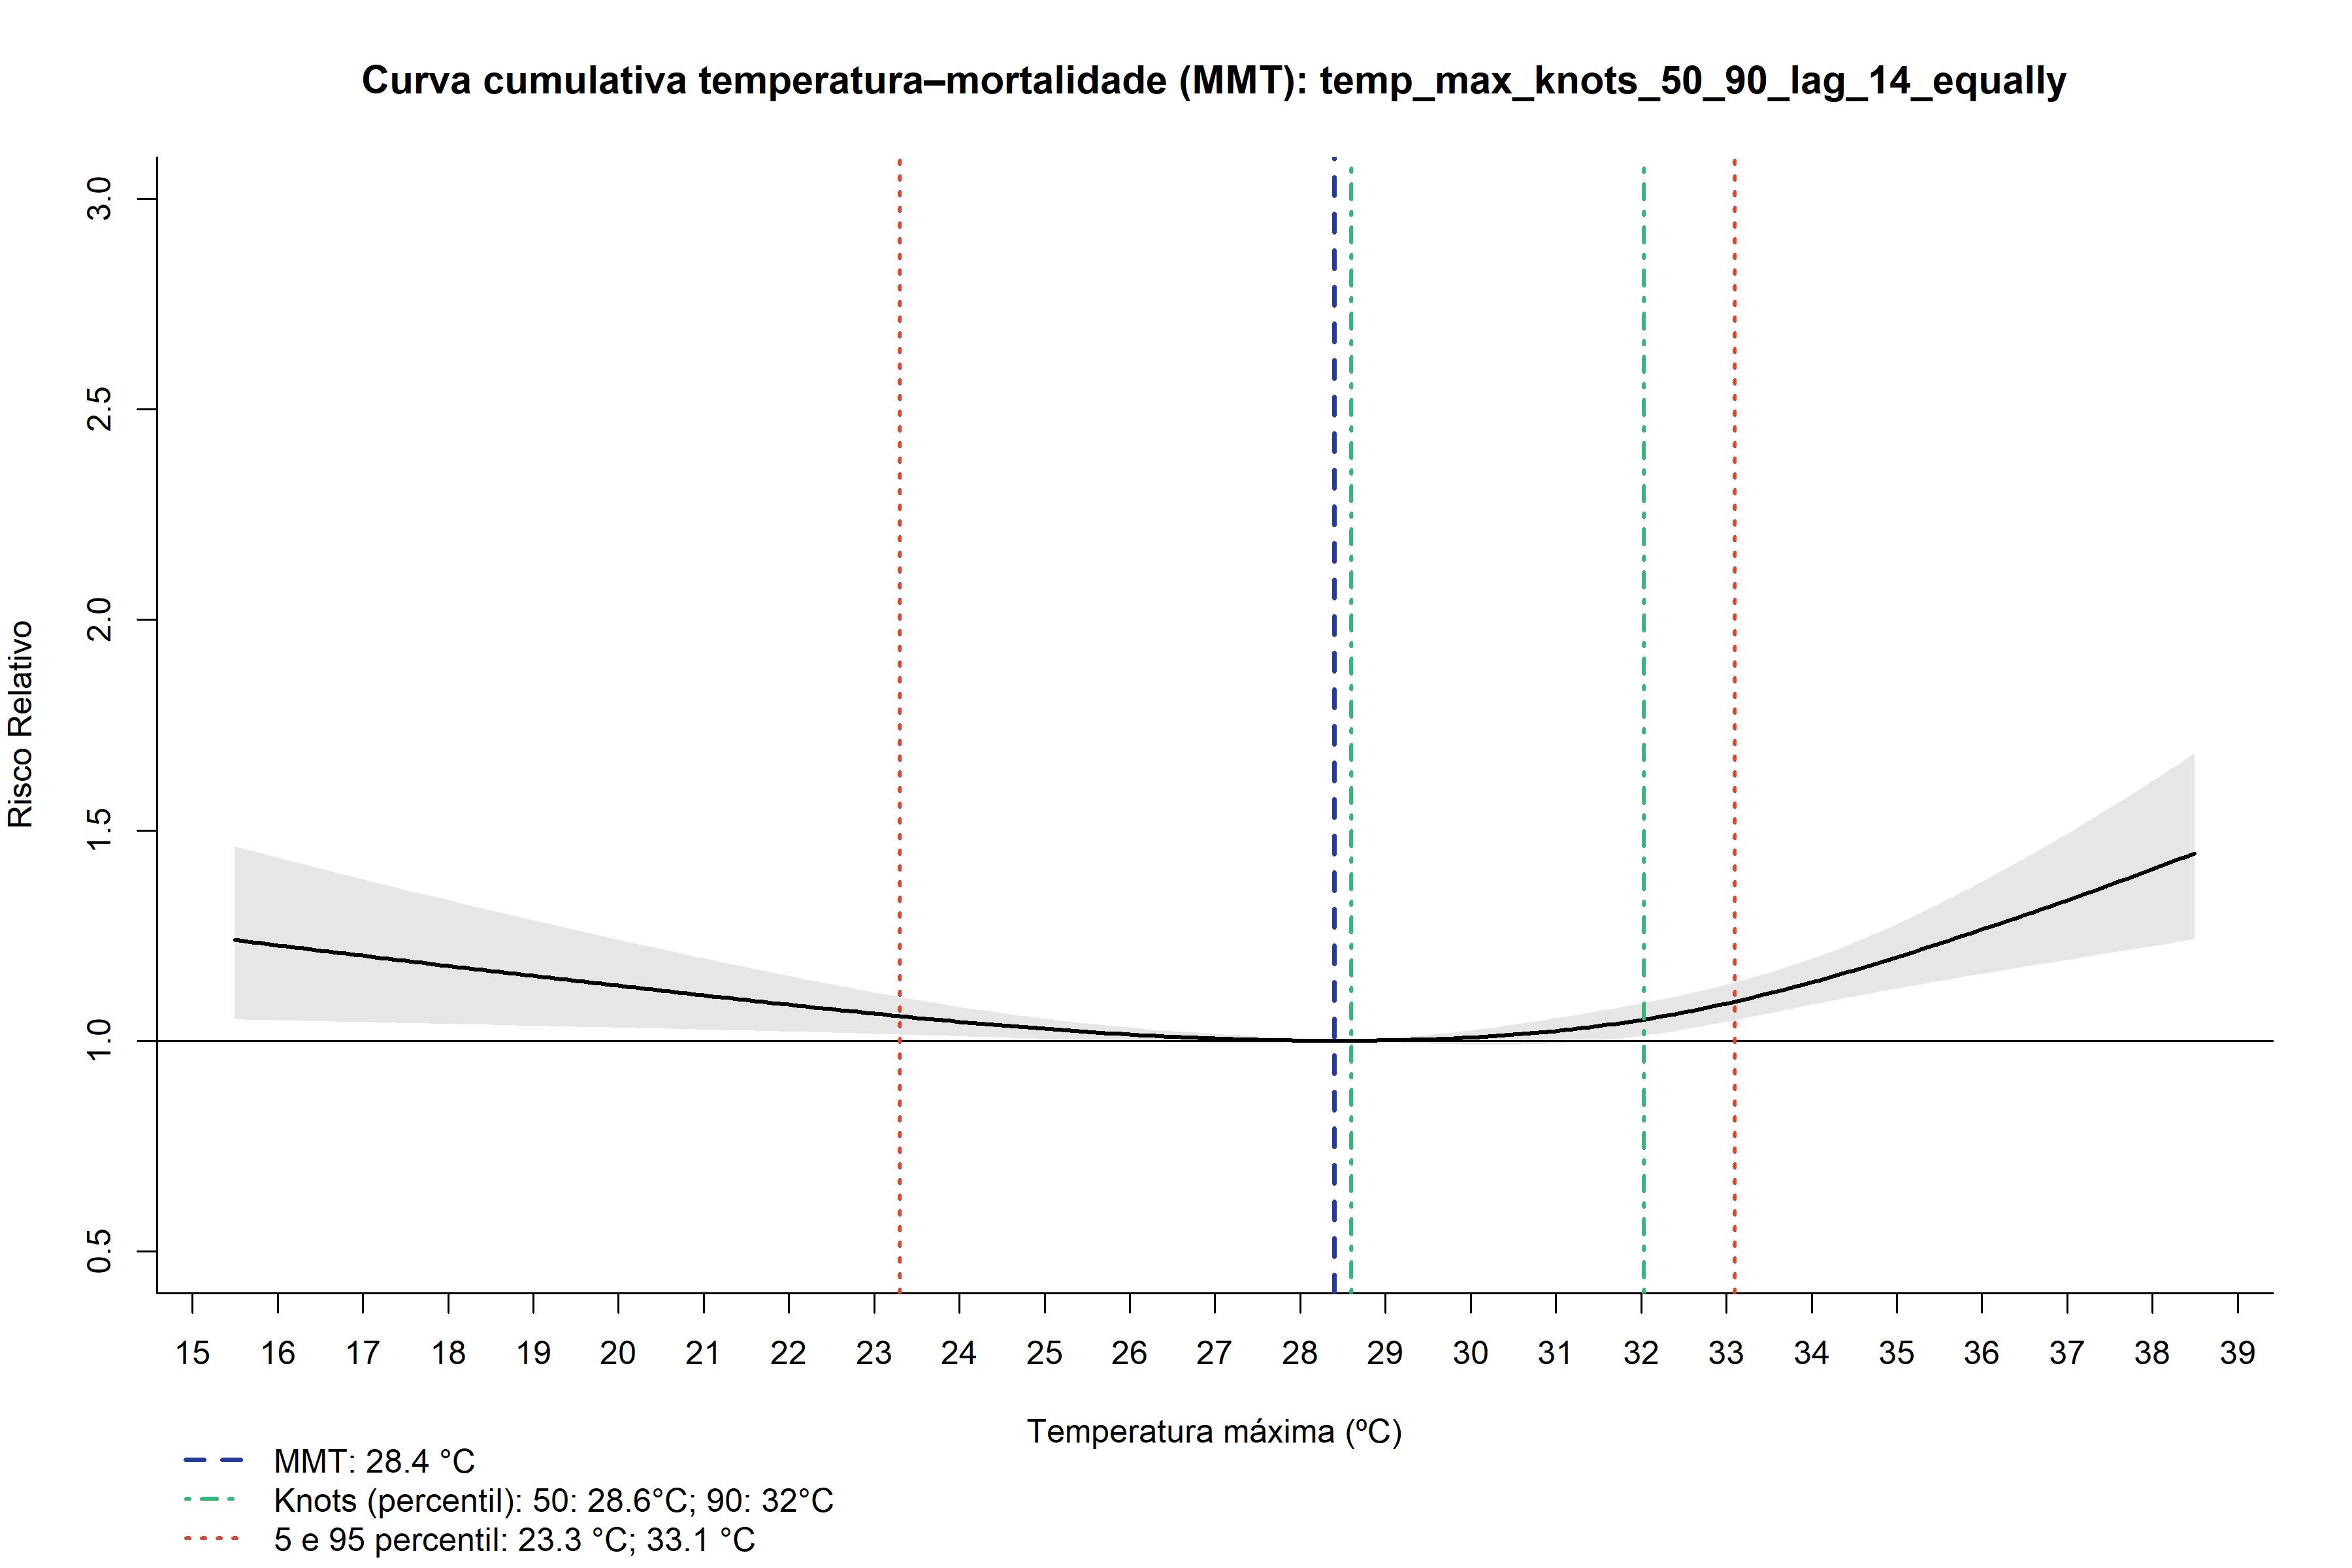 Curva cumulativa temperatura–mortalidade (MMT): temp_max_knots_50_90_lag_14_equally
Risco Relativo
3.0
2.5
2.0
1.5
1.0
0.5
15 16 17 18 19 20 21 22 23 24 25 26 27 28 29 30 31 32 33 34 35 36 37 38 39
Temperatura máxima (ºC)
MMT: 28.4 °C
Knots (percentil): 50: 28.6°C; 90: 32°C
5 e 95 percentil: 23.3 °C; 33.1 °C